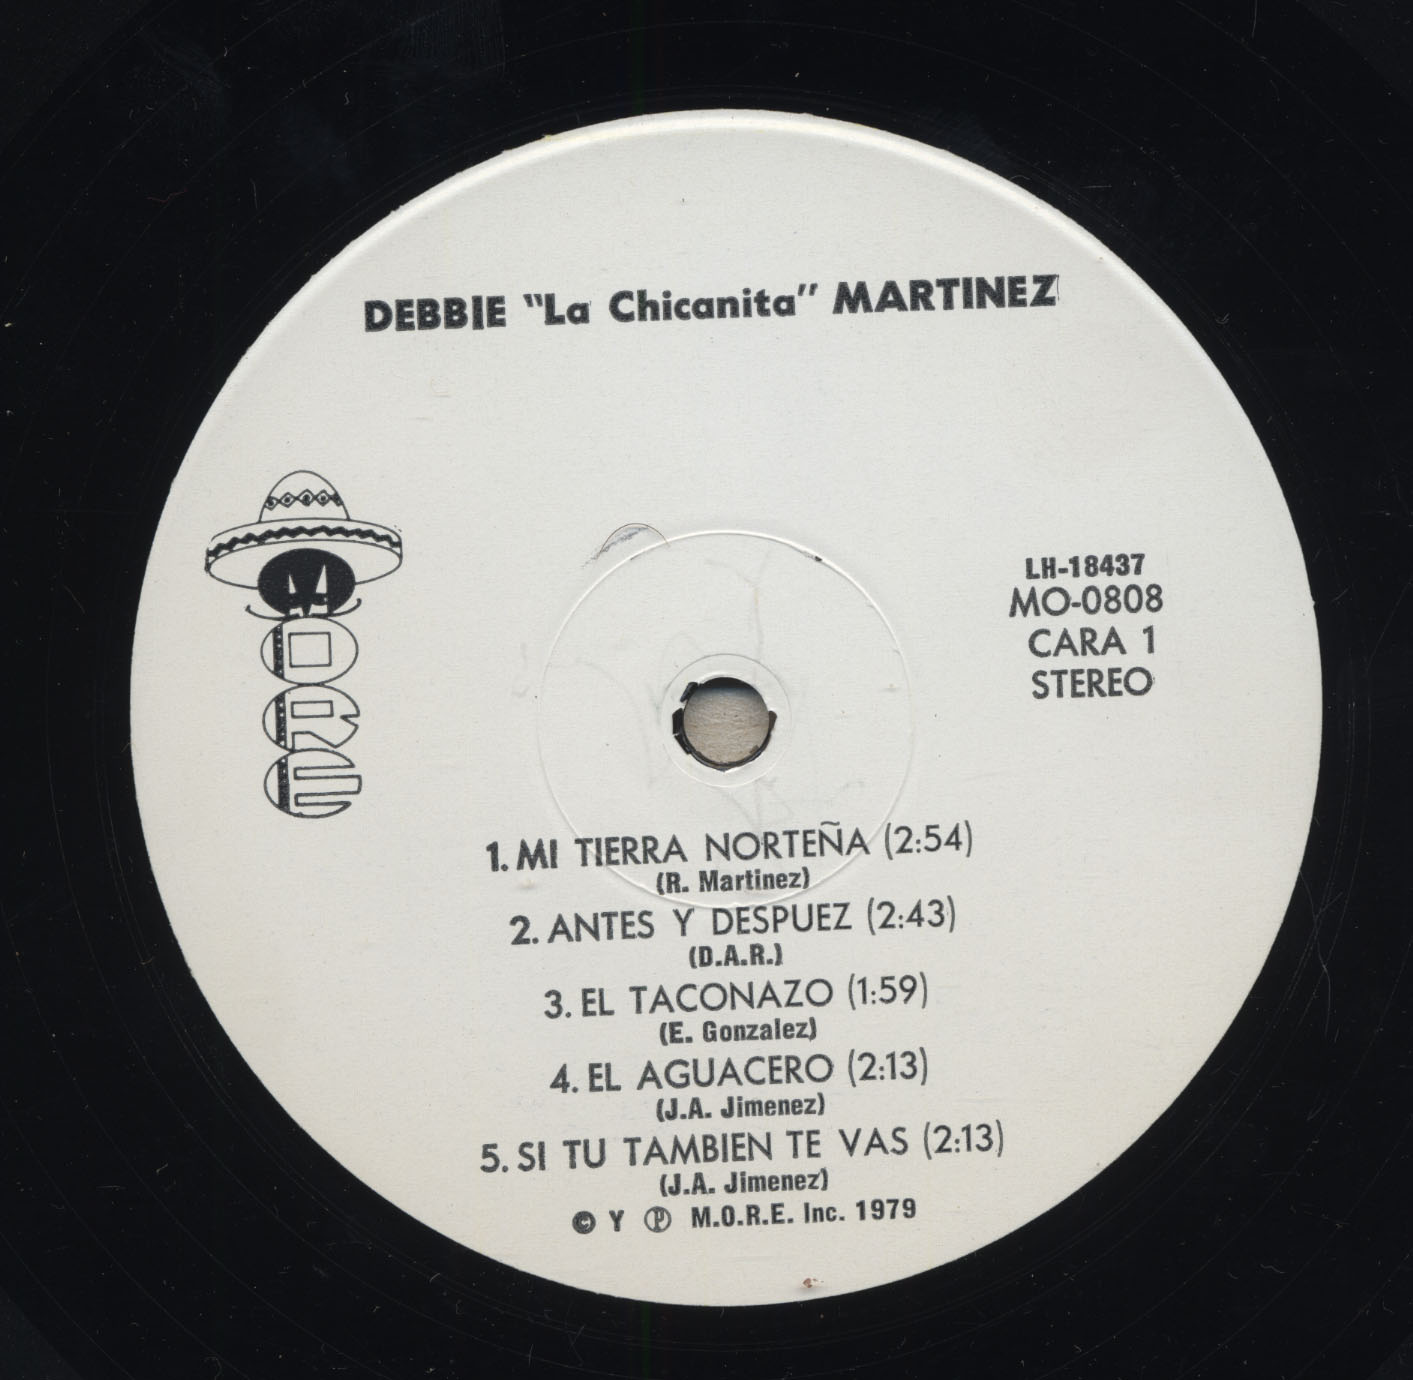 DEBBIE "La Chicanita" MARTINEZ
MORE
LH-18437
MO-0808
CARA 1
STEREO
1. MI TIERRA NORTEÑA (2:54)
(R. Martinez)
2. ANTES Y DESPUEZ (2:43)
(D.A.R.)
3. EL TACONAZO (1:59)
(E. Gonzalez)
4. EL AGUACERO (2:13)
(J.A. Jimenez)
5. SI TU TAMBIEN TE VAS (2:13)
(J.A. Jimenez)
© Y ℗ M.O.R.E. Inc. 1979